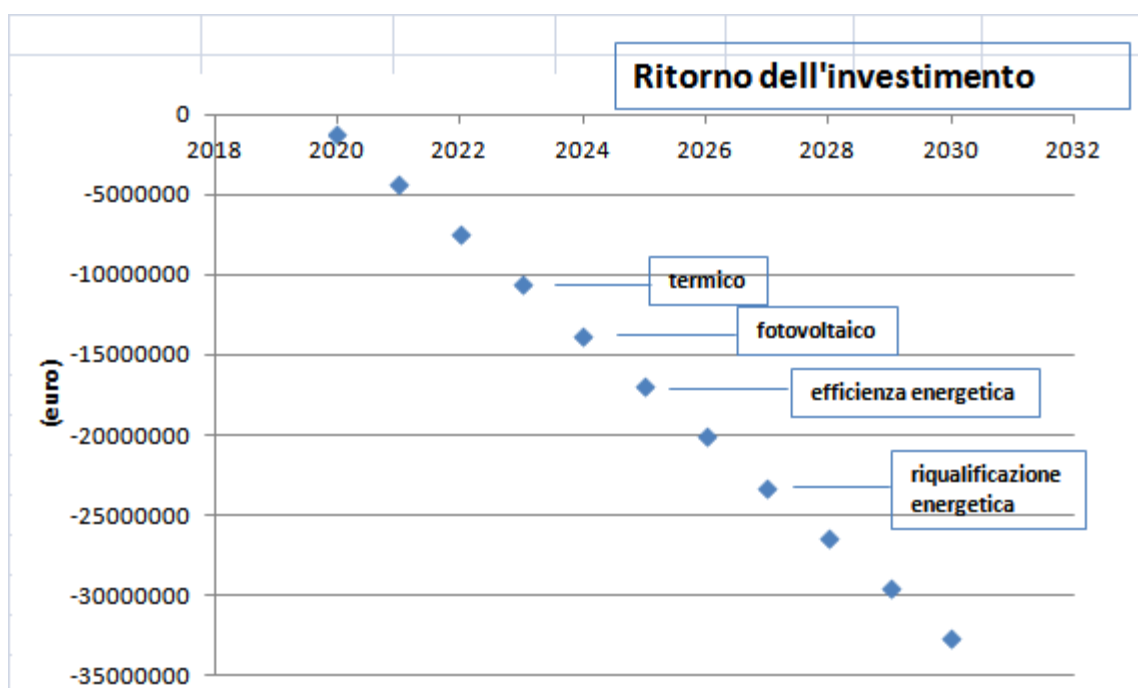 Ritorno dell'investimento
0
2018 2020 2022 2024 2026 2028 2030 2032
-5000000
-10000000
termico
fotovoltaico
-15000000
(euro)
efficienza energetica
-20000000
riqualificazione
energetica
-25000000
-30000000
-35000000